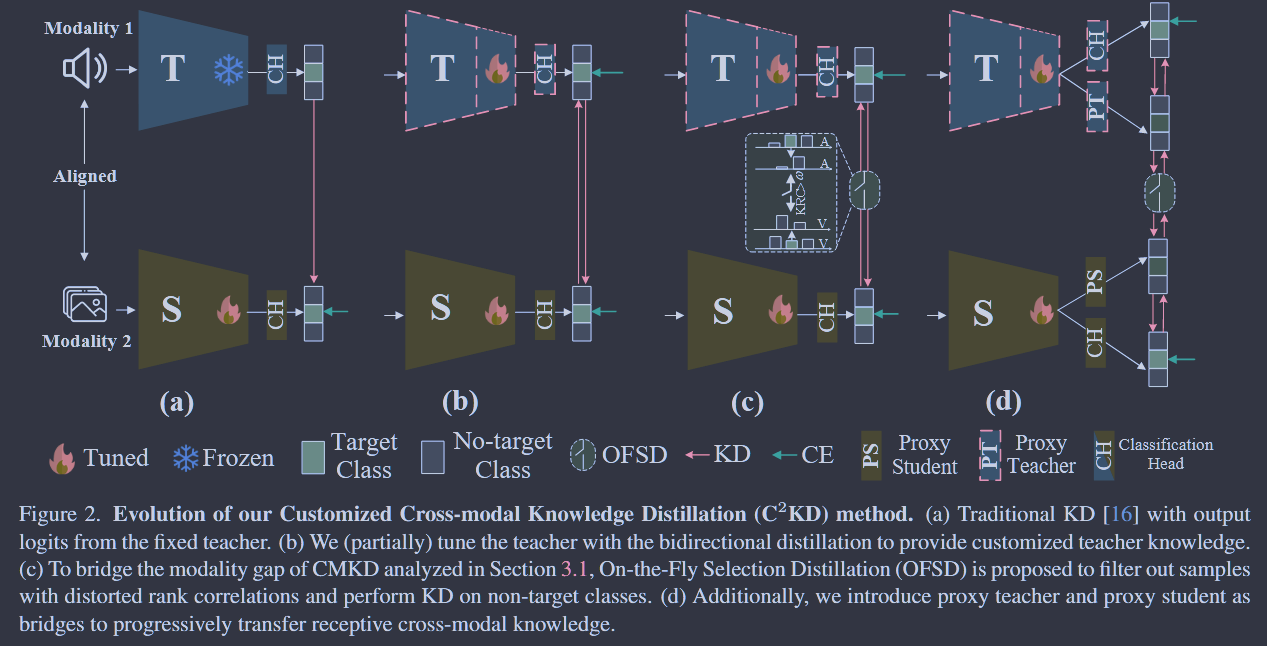 Modality 1
T
CH
Aligned
S
CH
Modality 2
(a)
T
CH
S
CH
(b)
T
CH
A
A
KRC>ω
V
V
S
CH
(c)
T
CH
PT
S
PS
CH
(d)
Tuned
Frozen
Target
Class
No-target
Class
OFSD
KD
CE
PS
Proxy
Student
PT
Proxy
Teacher
CH
Classification
Head
Figure 2. Evolution of our Customized Cross-modal Knowledge Distillation (C²KD) method. (a) Traditional KD [16] with output
logits from the fixed teacher. (b) We (partially) tune the teacher with the bidirectional distillation to provide customized teacher knowledge.
(c) To bridge the modality gap of CMKD analyzed in Section 3.1, On-the-Fly Selection Distillation (OFSD) is proposed to filter out samples
with distorted rank correlations and perform KD on non-target classes. (d) Additionally, we introduce proxy teacher and proxy student as
bridges to progressively transfer receptive cross-modal knowledge.